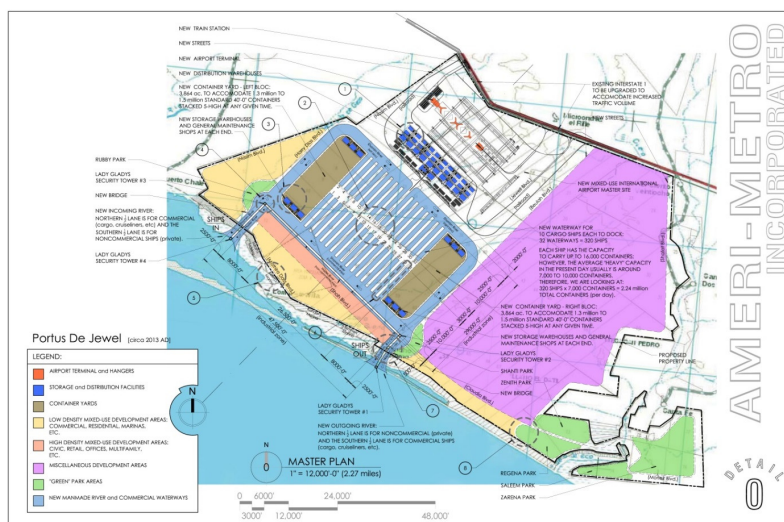 NEW TRAIN STATION
NEW STREETS
NEW AIRPORT TERMINAL
NEW DISTRIBUTION WAREHOUSES
NEW CONTAINER YARD - LEFT BLOC:
3,864 ac. TO ACCOMODATE 1.3 million TO
1.5 million STANDARD 40'-0" CONTAINERS
STACKED 5-HIGH AT ANY GIVEN TIME.
NEW STORAGE WAREHOUSES
AND GENERAL MAINTENANCE
SHOPS AT EACH END.
RUBBY PARK
LADY GLADYS
SECURITY TOWER #3
NEW BRIDGE
NEW INCOMING RIVER:
NORTHERN ½ LANE IS FOR COMMERCIAL
(cargo, cruiseliners, etc) AND THE
SOUTHERN ½ LANE IS FOR
NONCOMMERCIAL SHIPS (private).
LADY GLADYS
SECURITY TOWER #4
SHIPS
IN
EXISTING INTERSTATE 1
TO BE UPGRADED TO
ACCOMODATE INCREASED
TRAFFIC VOLUME
NEW STREETS
NEW MIXED-USE INTERNATIONAL
AIRPORT MASTER SITE
NEW WATERWAY FOR
10 CARGO SHIPS EACH TO DOCK:
32 WATERWAYS = 320 SHIPS
EACH SHIP HAS THE CAPACITY
TO CARRY UP TO 16,000 CONTAINERS;
HOWEVER, THE AVERAGE "HEAVY" CAPACITY
IN THE PRESENT DAY USUALLY IS AROUND
7,000 TO 10,000 CONTAINERS.
THEREFORE, WE ARE LOOKING AT:
320 SHIPS x 7,000 CONTAINERS = 2.24 million
TOTAL CONTAINERS (per day).
NEW CONTAINER YARD - RIGHT BLOC:
3,864 ac. TO ACCOMODATE 1.3 million TO
1.5 million STANDARD 40'-0" CONTAINERS
STACKED 5-HIGH AT ANY GIVEN TIME.
NEW STORAGE WAREHOUSES AND GENERAL
MAINTENANCE SHOPS AT EACH END.
LADY GLADYS
SECURITY TOWER #2
SHANTI PARK
ZENITH PARK
NEW BRIDGE
PROPOSED
PROPERTY LINE
SHIPS
OUT
LADY GLADYS
SECURITY TOWER #1
NEW OUTGOING RIVER:
NORTHERN ½ LANE IS FOR NONCOMMERCIAL (private)
AND THE SOUTHERN ½ LANE IS FOR COMMERCIAL SHIPS
(cargo, cruiseliners, etc).
REGENA PARK
SALEEM PARK
ZARENA PARK
Portus De Jewel [circa 2013 AD]
LEGEND:
AIRPORT TERMINAL and HANGERS
STORAGE and DISTRIBUTION FACILITIES
CONTAINER YARDS
LOW DENSITY MIXED-USE DEVELOPMENT AREAS:
COMMERCIAL, RESIDENTIAL, MARINAS,
ETC.
HIGH DENSITY MIXED-USE DEVELOPMENT AREAS:
CIVIC, RETAIL, OFFICES, MULTIFAMILY,
ETC.
MISCELLANEOUS DEVELOPMENT AREAS
"GREEN" PARK AREAS
NEW MANMADE RIVER and COMMERCIAL WATERWAYS
N
0
MASTER PLAN
1" = 12,000'-0" (2.27 miles)
0 6000' 24,000'
3000' 12,000' 48,000'
AMERI-METRO
INCORPORATED
DETAIL
0